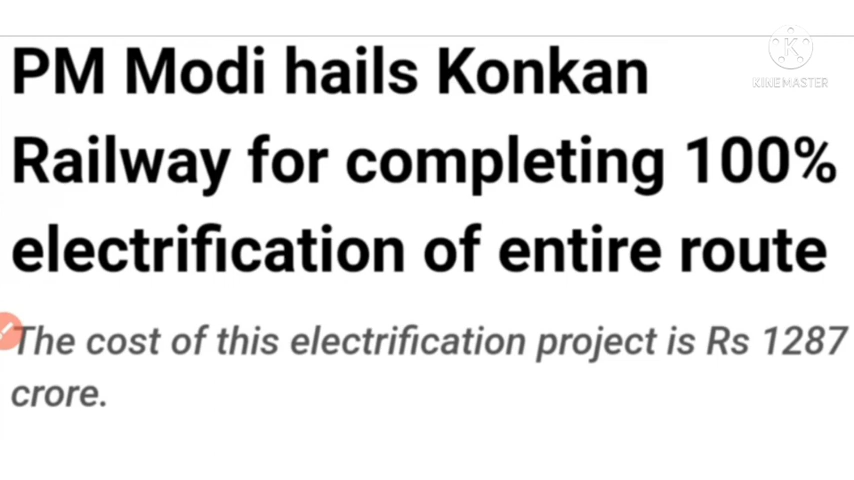 PM Modi hails Konkan
Railway for completing 100%
electrification of entire route
The cost of this electrification project is Rs 1287
crore.
K
KINEMASTER